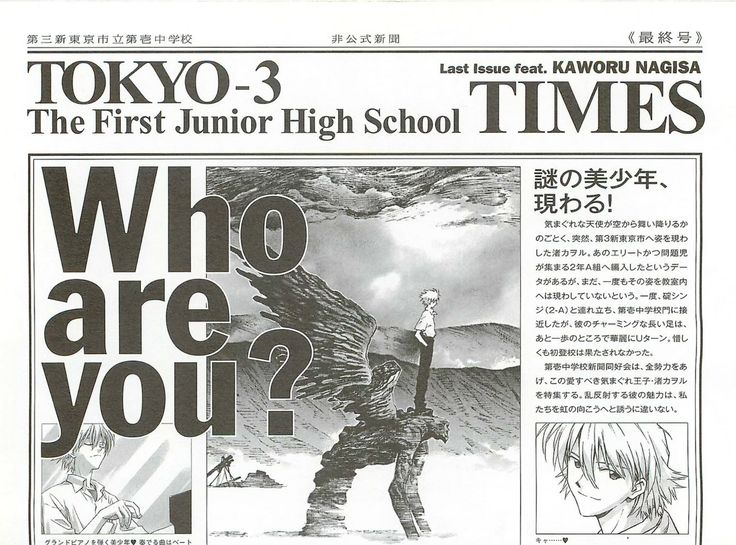 第三新東京市立第壱中学校 非公式新聞 《最終号》
TOKYO-3
Last Issue feat. KAWORU NAGISA
The First Junior High School TIMES
Who
are
you?
謎の美少年、
現わる!
気まぐれな天使が空から舞い降りるか
のごとく、突然、第3新東京市へ姿を現わ
した渚カヲル。あのエリートかつ問題児
が集まる2年A組へ編入したというデー
タがあるが、まだ、一度もその姿を教室内
へは現わしていないという。一度、碇シン
ジ(2-A)と連れ立ち、第壱中学校門に接
近したが、彼のチャーミングな長い足は、
あと一歩のところで華麗にUターン。惜し
くも初登校は果たされなかった。
第壱中学校新聞同好会は、全勢力をあ
げ、この愛すべき気まぐれ王子・渚カヲル
を特集する。乱反射する彼の魅力は、私
たちを虹の向こうへと誘うに違いない。
グランドピアノを弾く美少年♥ 奏でる曲はベート
キャ……♥